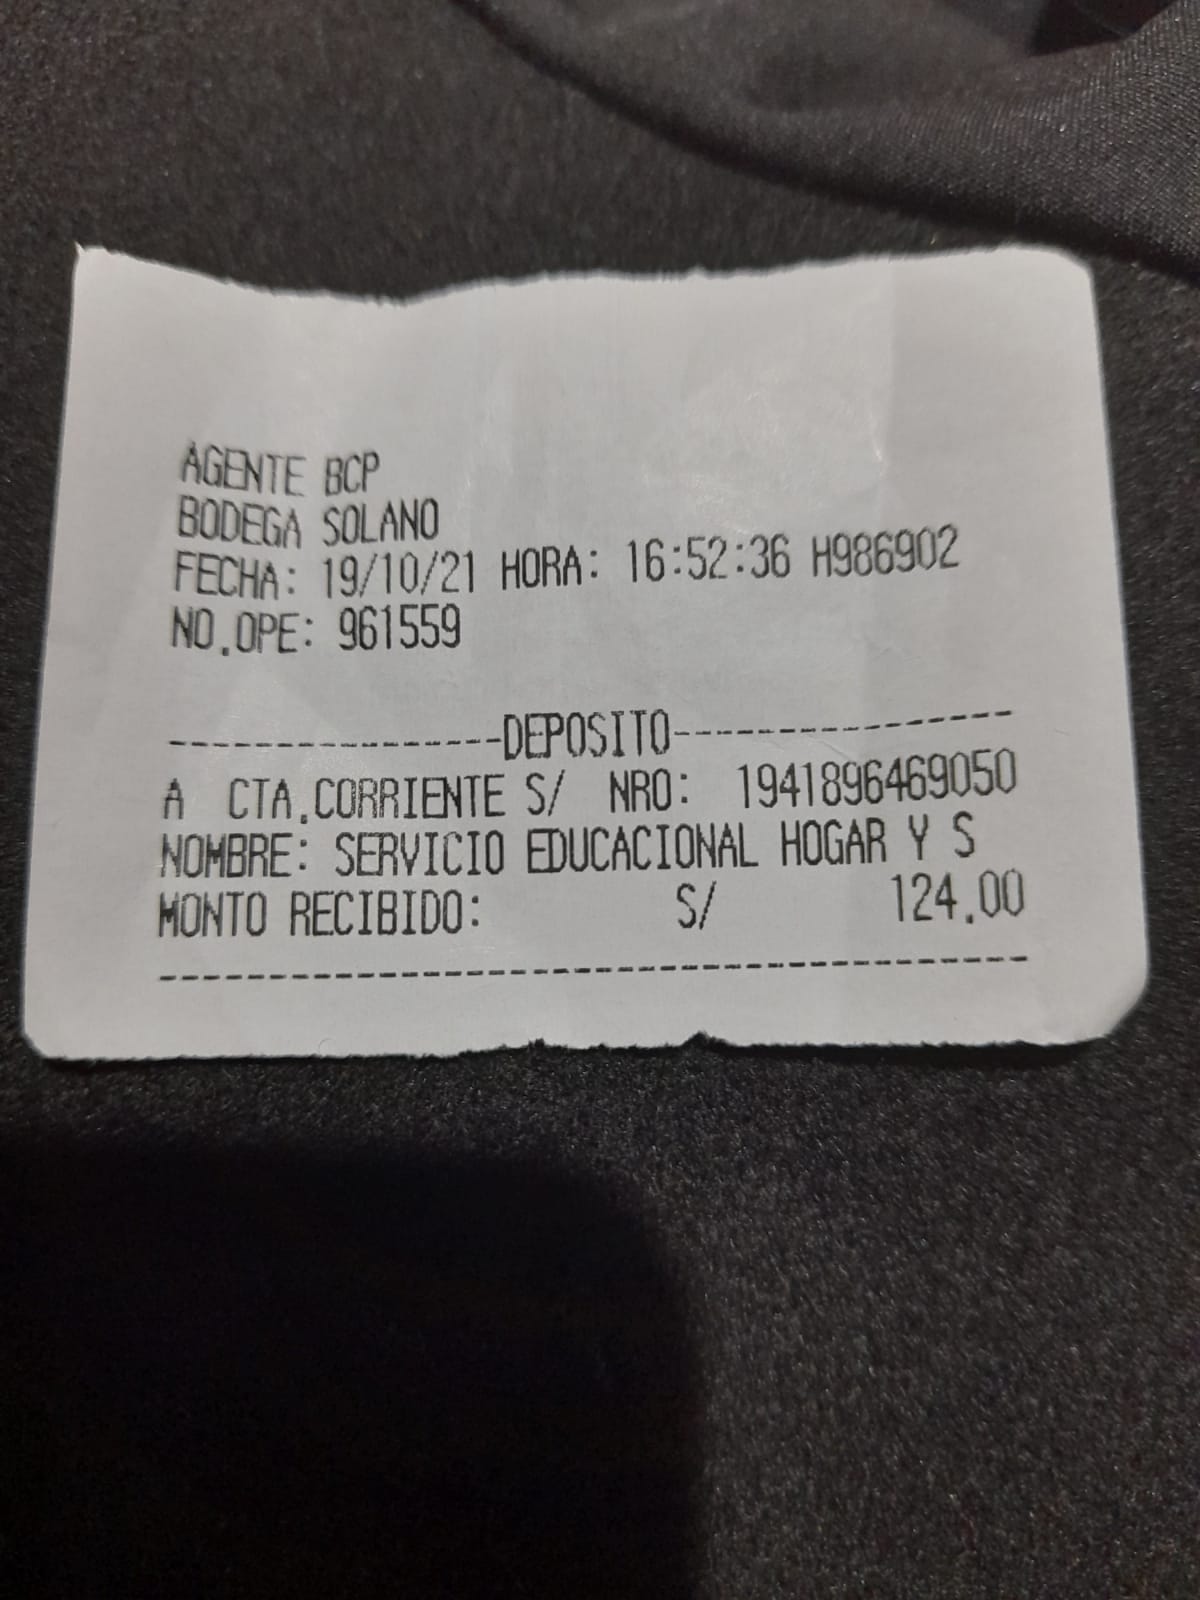 AGENTE BCP
BODEGA SOLANO
FECHA: 19/10/21 HORA: 16:52:36 H986902
NO.OPE: 961559
---------------DEPOSITO---------------
A CTA.CORRIENTE S/ NRO: 1941896469050
NOMBRE: SERVICIO EDUCACIONAL HOGAR Y S
MONTO RECIBIDO: S/ 124.00